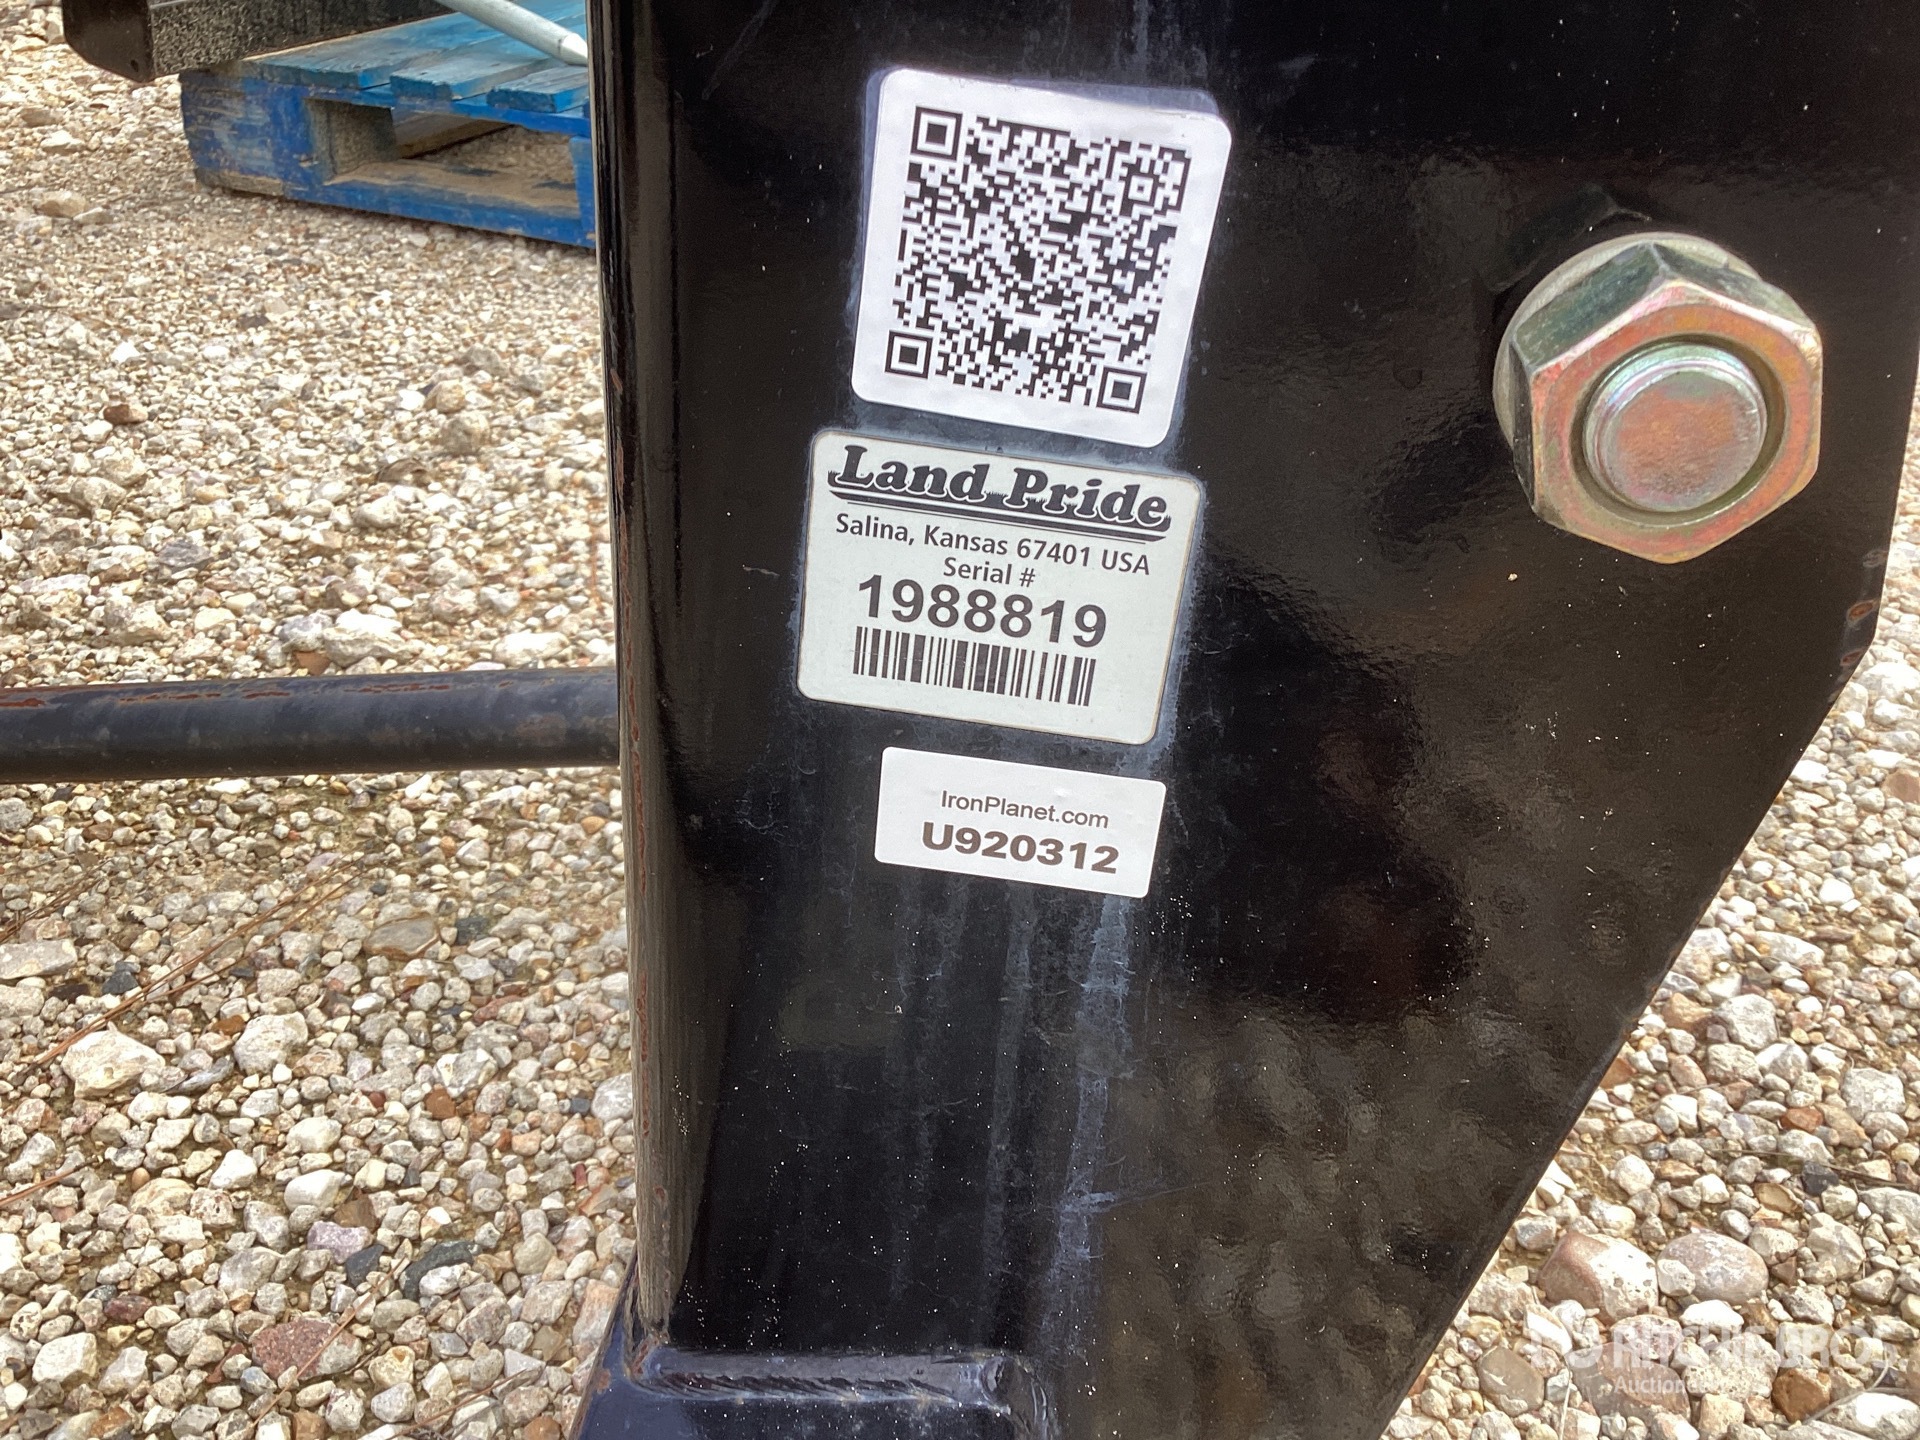 Land Pride
Salina, Kansas 67401 USA
Serial #
1988819
IronPlanet.com
U920312